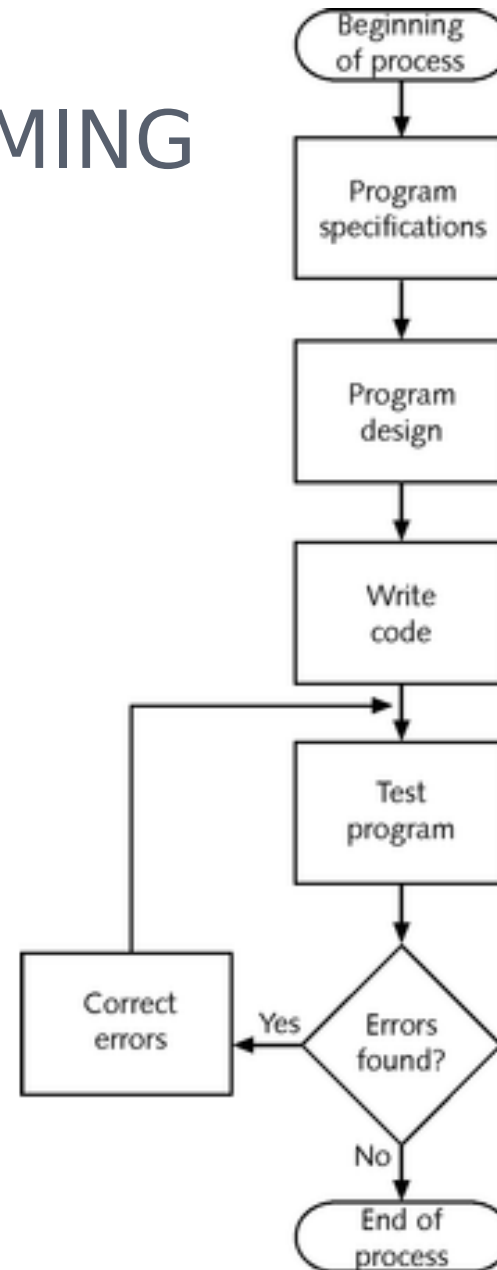 Beginning
of process
MING
Program
specifications
Program
design
Write
code
Test
program
Correct
errors
Yes
Errors
found?
No
End of
process